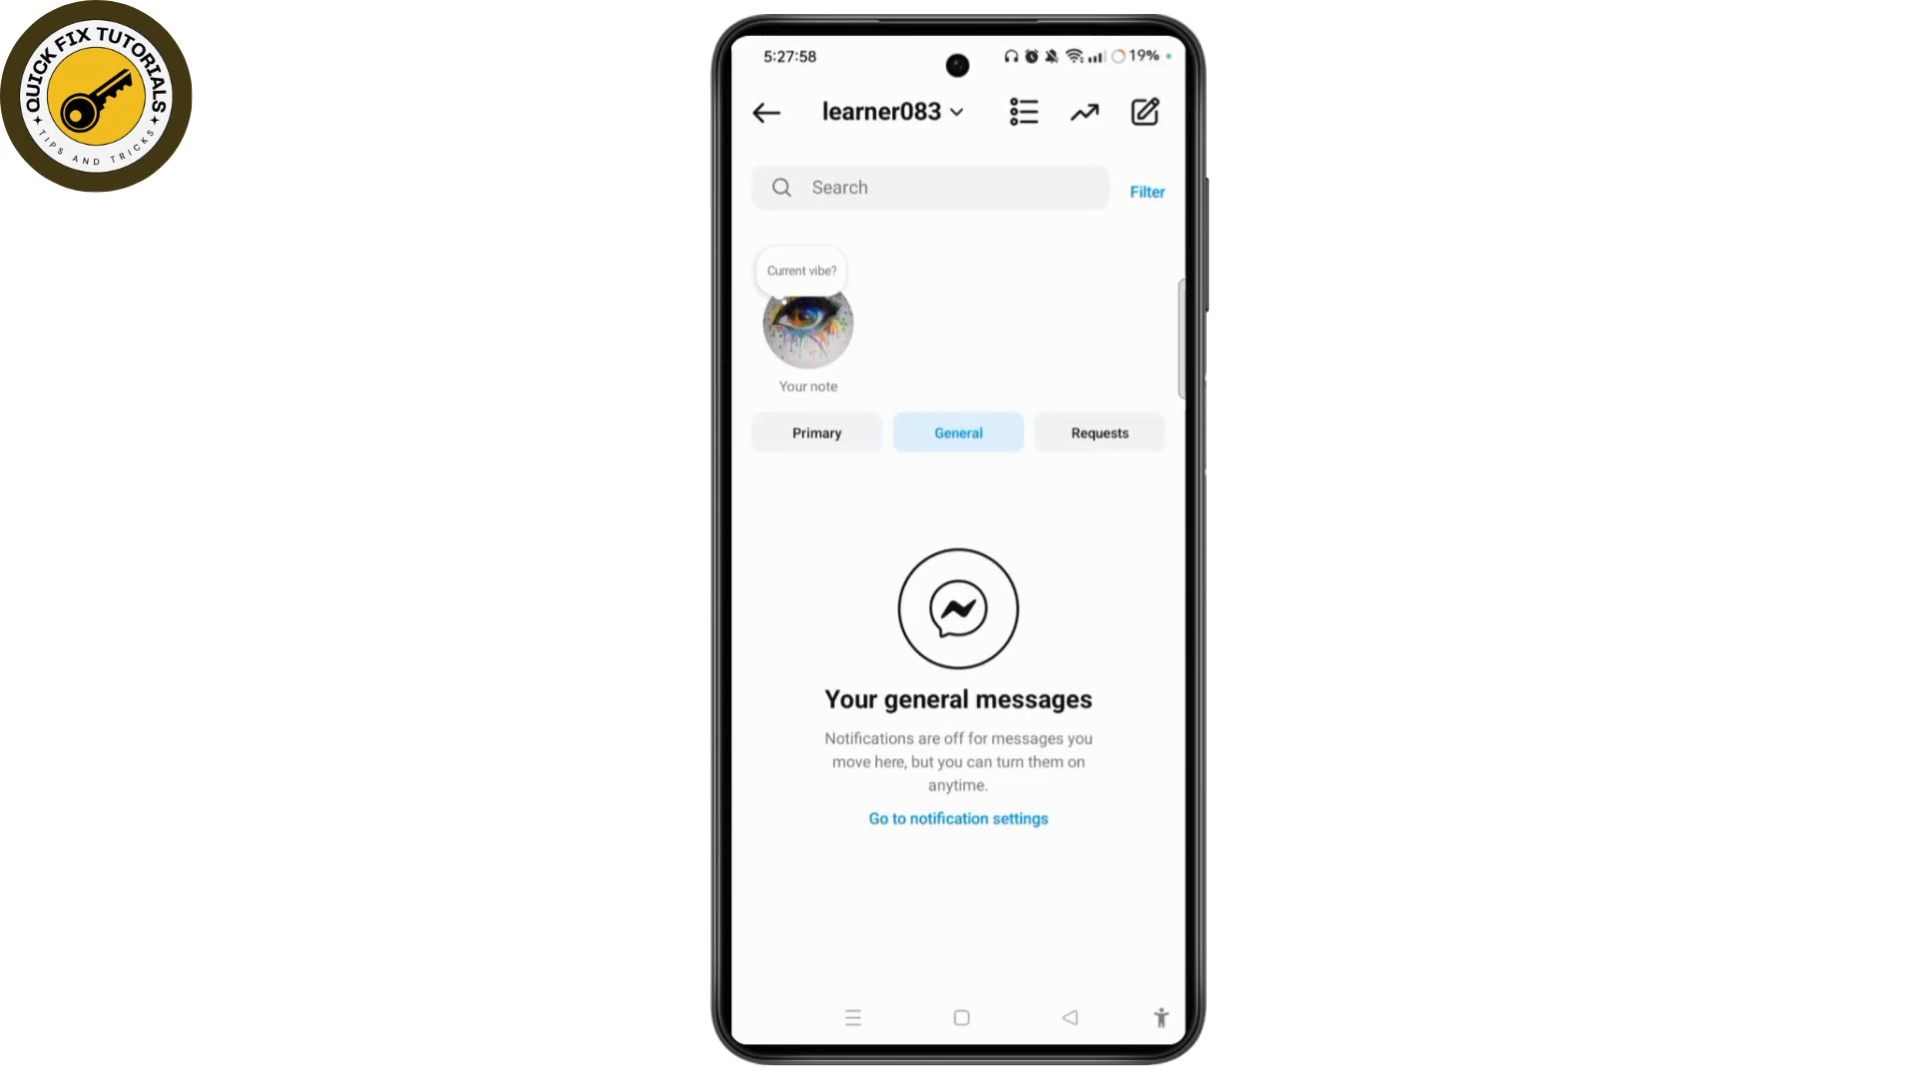 QUICK FIX TUTORIALS
TIPS AND TRICKS
5:27:58
19%
learner083
Search
Filter
Current vibe?
Your note
Primary
General
Requests
Your general messages
Notifications are off for messages you
move here, but you can turn them on
anytime.
Go to notification settings